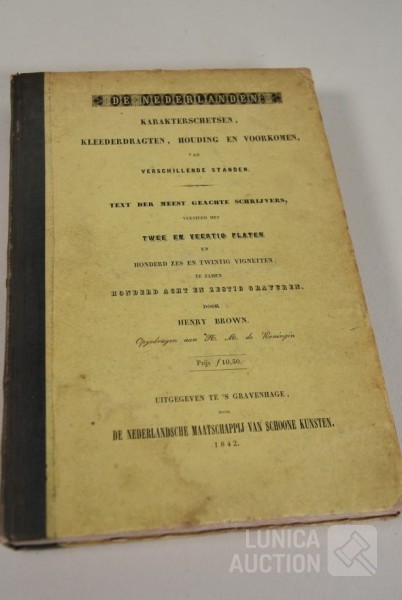 DE NEDERLANDEN.
KARAKTERSCHETSEN,
KLEEDERDRAGTEN, HOUDING EN VOORKOMEN,
VAN
VERSCHILLENDE STANDEN.
TEXT DER MEEST GEACHTE SCHRIJVERS,
VERSIERD MET
TWEE EN VEERTIG PLATEN
EN
HONDERD ZES EN TWINTIG VIGNETTEN;
TE ZAMEN
HONDERD ACHT EN ZESTIG GRAVUREN.
DOOR
HENRY BROWN.
Opgedragen aan H. M. de Koningin
Prijs f 10,50.
UITGEGEVEN TE 'S GRAVENHAGE,
DOOR
DE NEDERLANDSCHE MAATSCHAPPIJ VAN SCHOONE KUNSTEN.
1842.
LUNICA
AUCTION